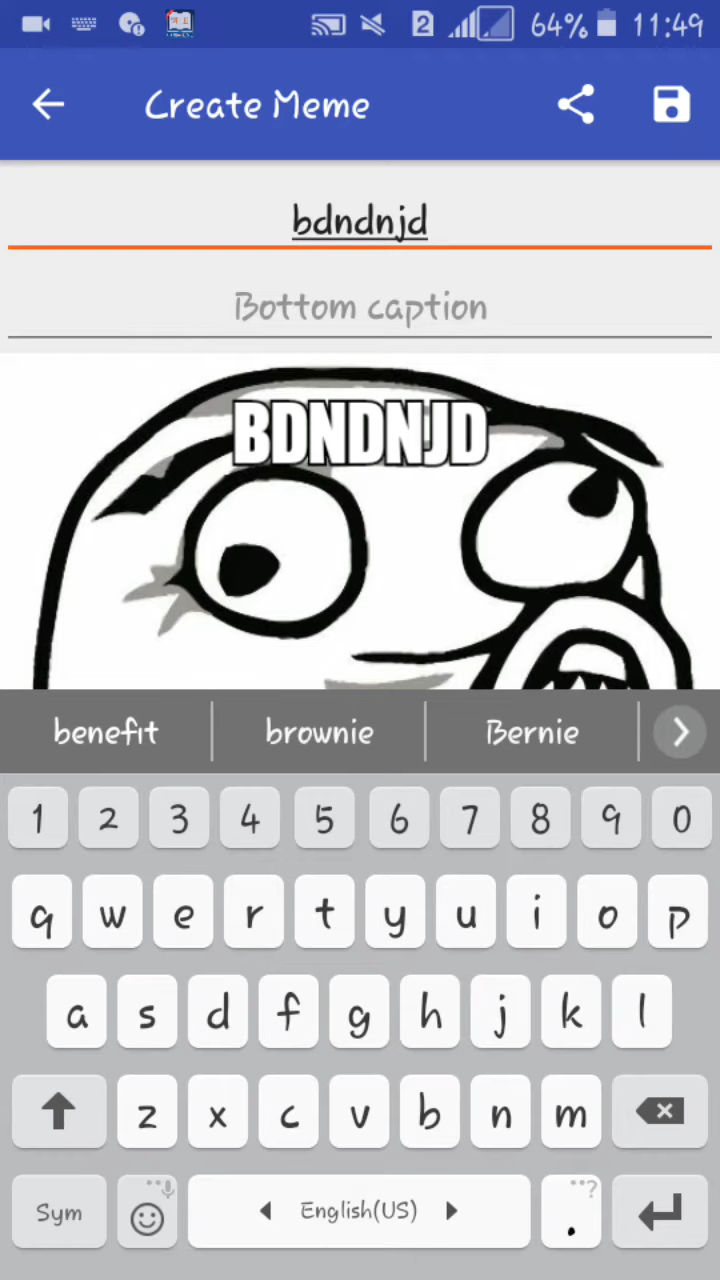 2 64% 11:49
Create Meme
bdndnjd
Bottom caption
BDNDNJD
benefit brownie Bernie
1 2 3 4 5 6 7 8 9 0
q w e r t y u i o p
a s d f g h j k l
z x c v b n m
Sym English(US) . ?